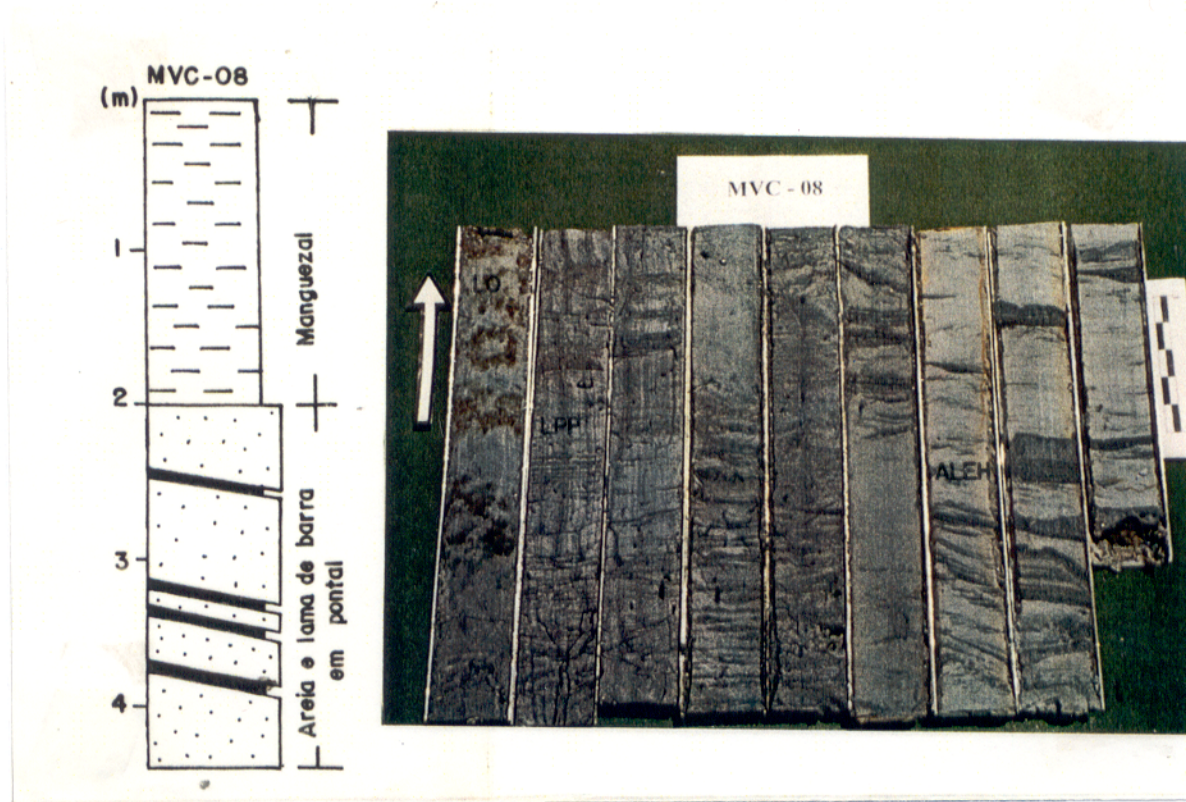 MVC-08
(m)
1
2
3
4
Manguezal
Areia e lama de barra
em pontal
MVC - 08
LO
LPP
ALEH